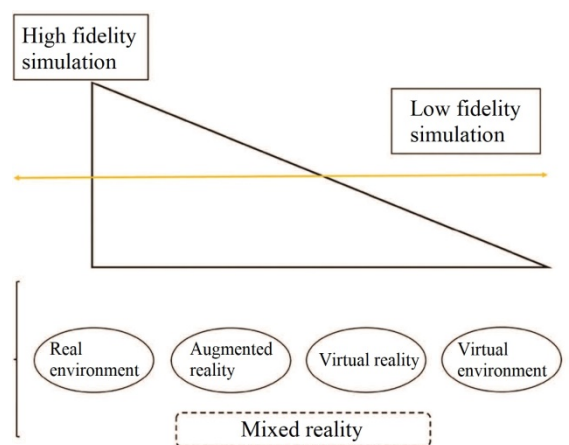 High fidelity
simulation
Low fidelity
simulation
Real
environment
Augmented
reality
Virtual reality
Virtual
environment
Mixed reality